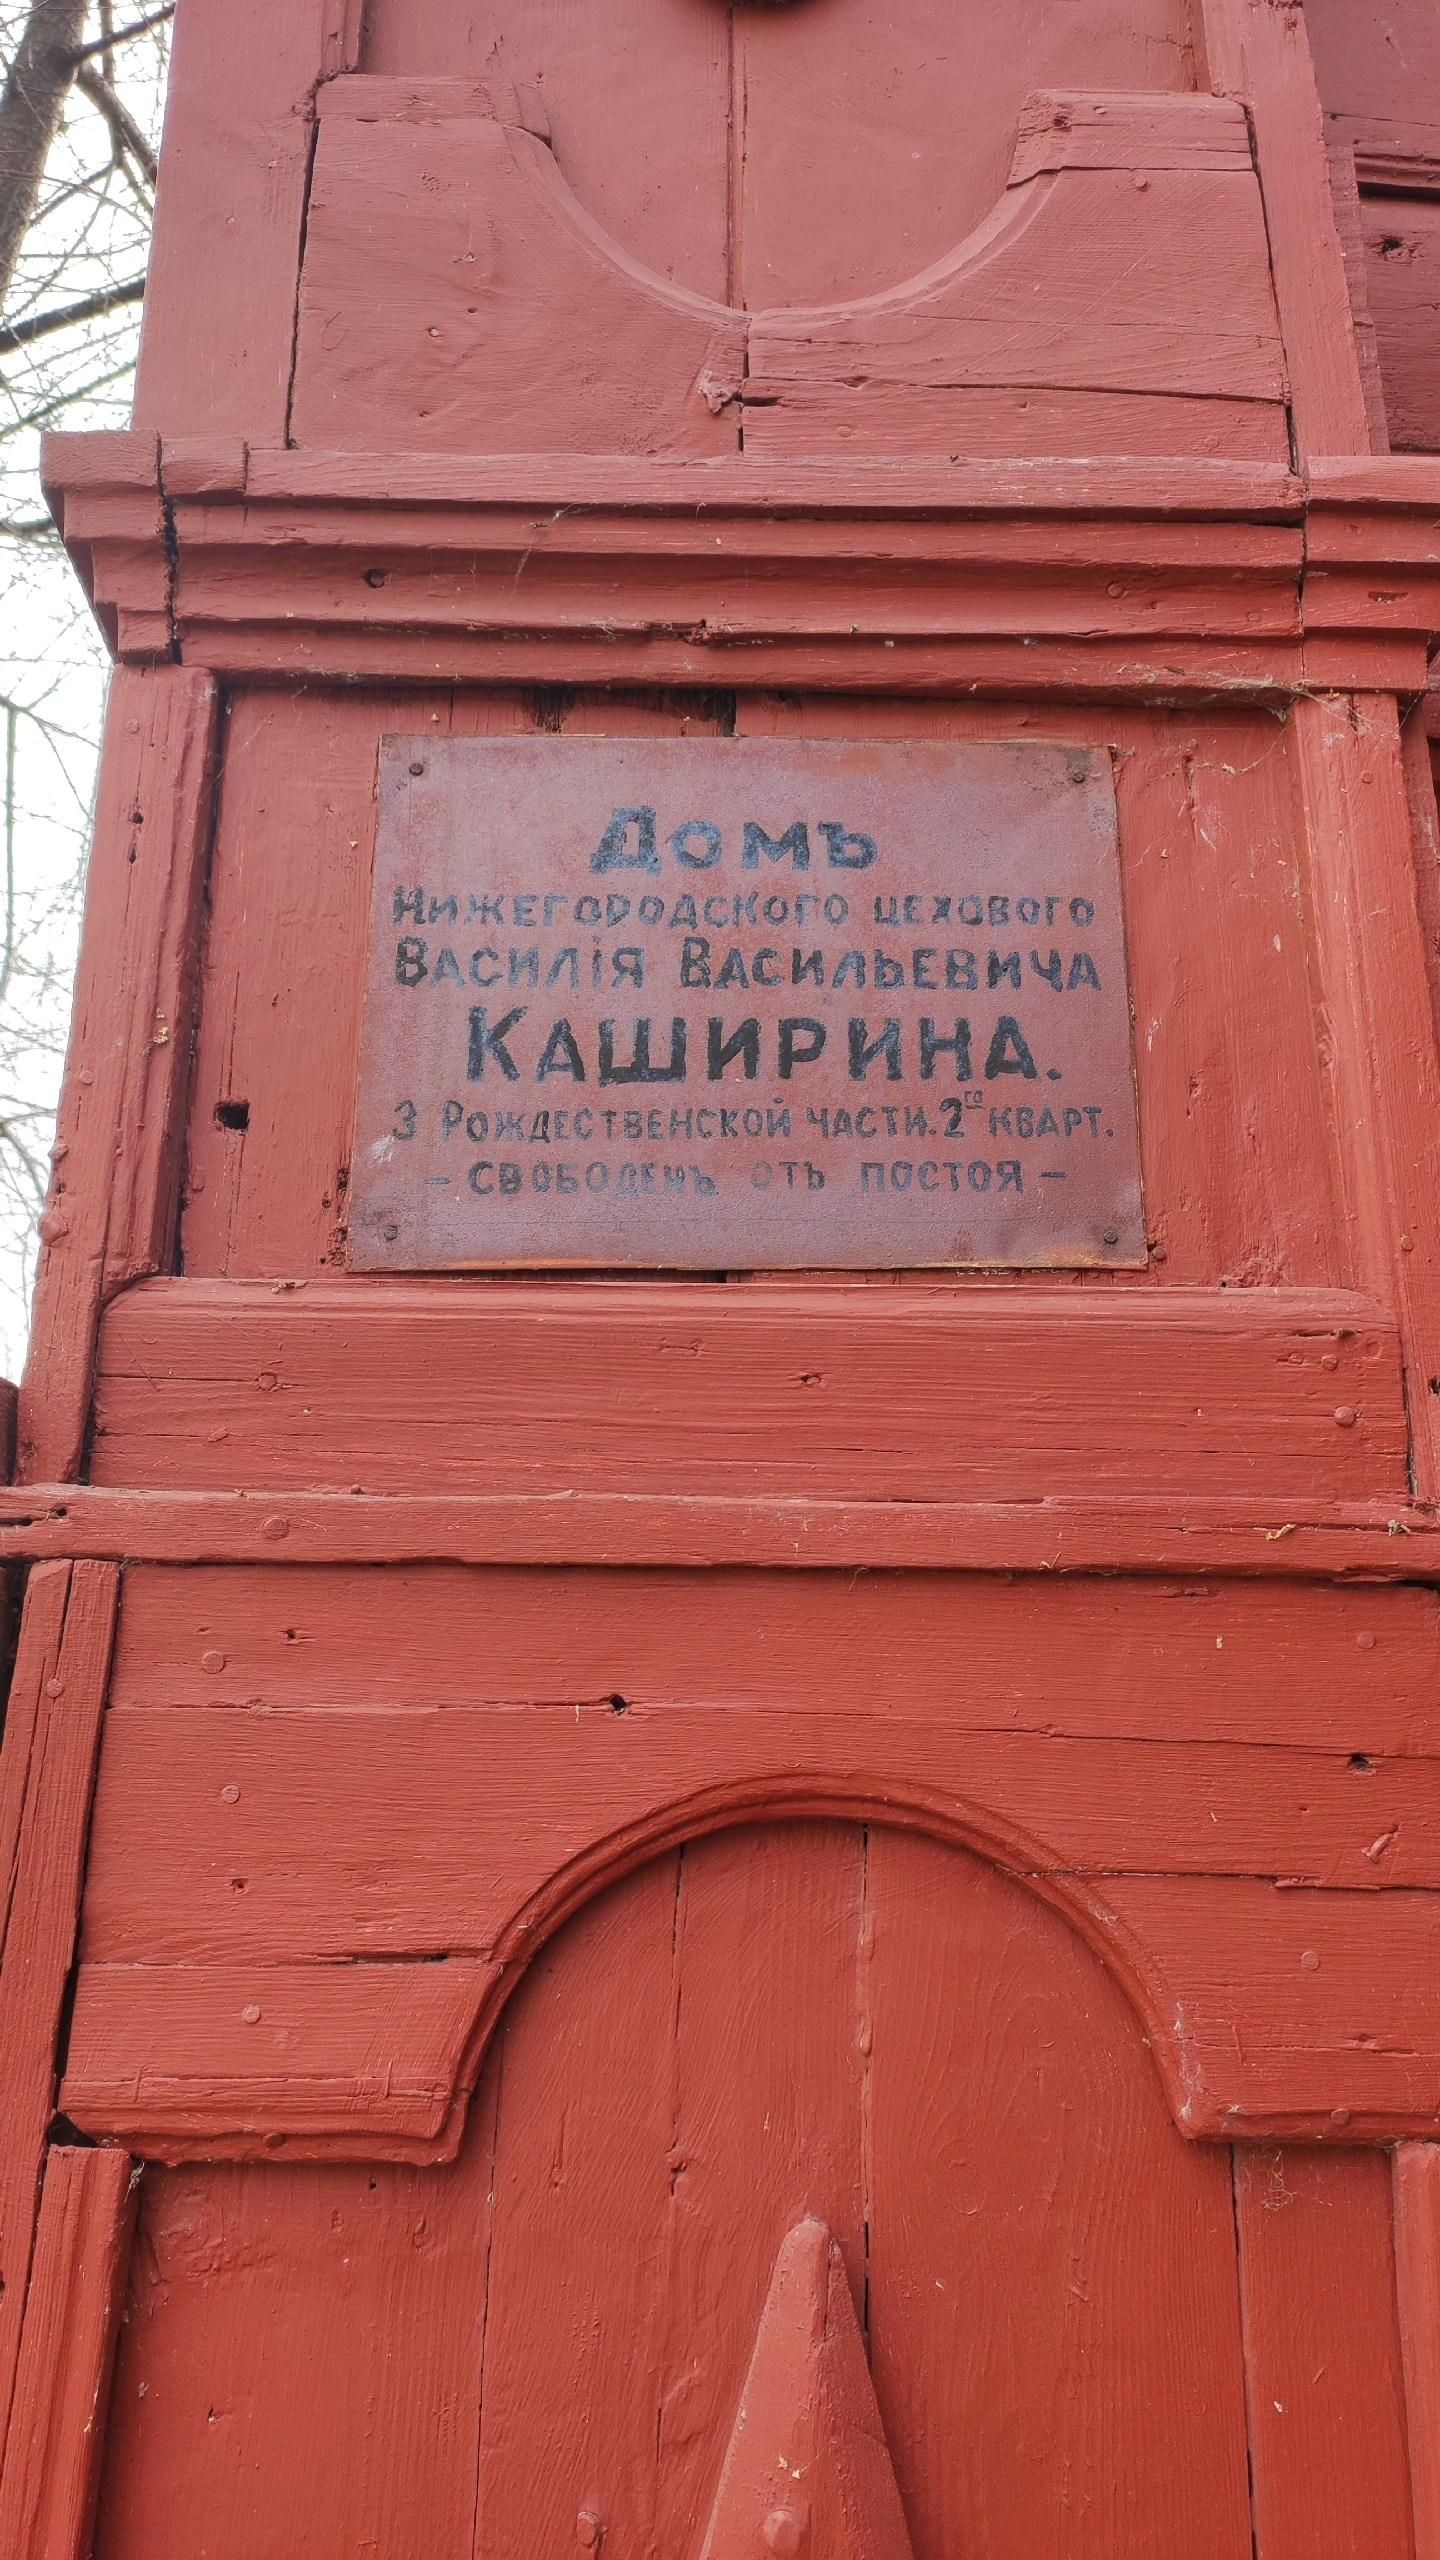 Домъ
Нижегородского цехового
Василія Васильевича
Каширина.
3 Рождественской части. 2го кварт.
– свободенъ отъ постоя –